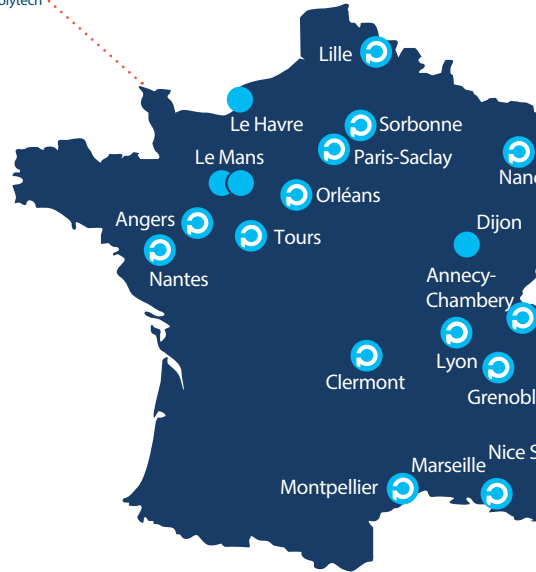 Lille
Le Havre
Sorbonne
Le Mans
Paris-Saclay
Orléans
Angers
Tours
Dijon
Nantes
Annecy-
Chambery
Lyon
Clermont
Marseille
Montpellier